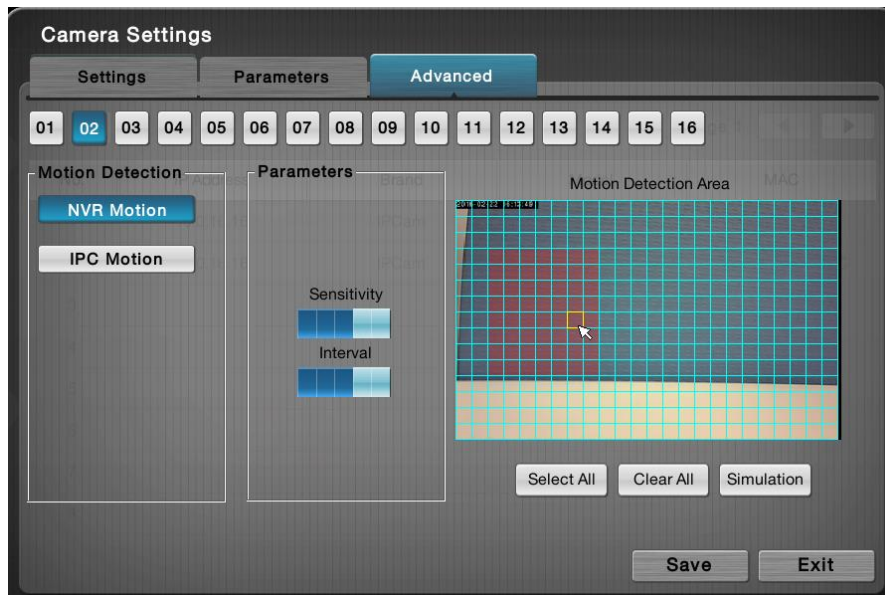 Camera Settings
Settings Parameters Advanced
01 02 03 04 05 06 07 08 09 10 11 12 13 14 15 16
Motion Detection
NVR Motion
IPC Motion
Parameters
Sensitivity
Interval
Brand
MAC
Motion Detection Area
Select All Clear All Simulation
Save Exit